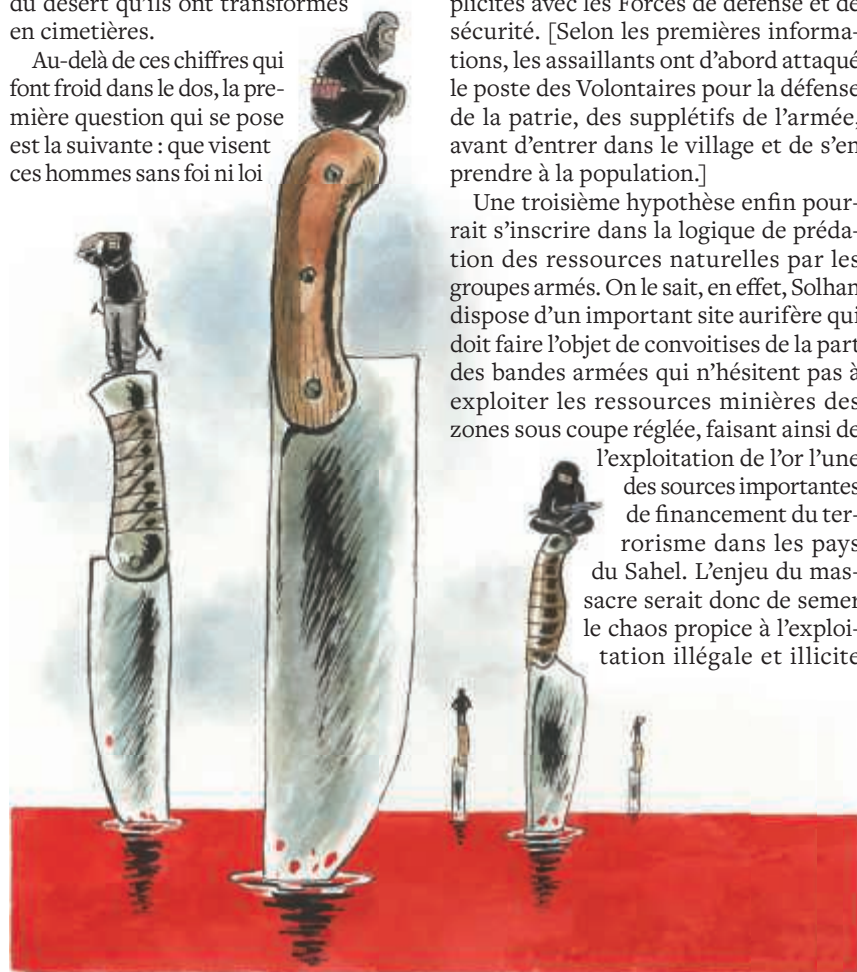 du désert qu'ils ont transformés
en cimetières.
Au-delà de ces chiffres qui
font froid dans le dos, la pre-
mière question qui se pose
est la suivante : que visent
ces hommes sans foi ni loi
plicités avec les Forces de défense et de
sécurité. [Selon les premières informa-
tions, les assaillants ont d'abord attaqué
le poste des Volontaires pour la défense
de la patrie, des supplétifs de l'armée,
avant d'entrer dans le village et de s'en
prendre à la population.]
Une troisième hypothèse enfin pour-
rait s'inscrire dans la logique de préda-
tion des ressources naturelles par les
groupes armés. On le sait, en effet, Solhan
dispose d'un important site aurifère qui
doit faire l'objet de convoitises de la part
des bandes armées qui n'hésitent pas à
exploiter les ressources minières des
zones sous coupe réglée, faisant ainsi de
l'exploitation de l'or l'une
des sources importantes
de financement du ter-
rorisme dans les pays
du Sahel. L'enjeu du mas-
sacre serait donc de semer
le chaos propice à l'exploi-
tation illégale et illicite